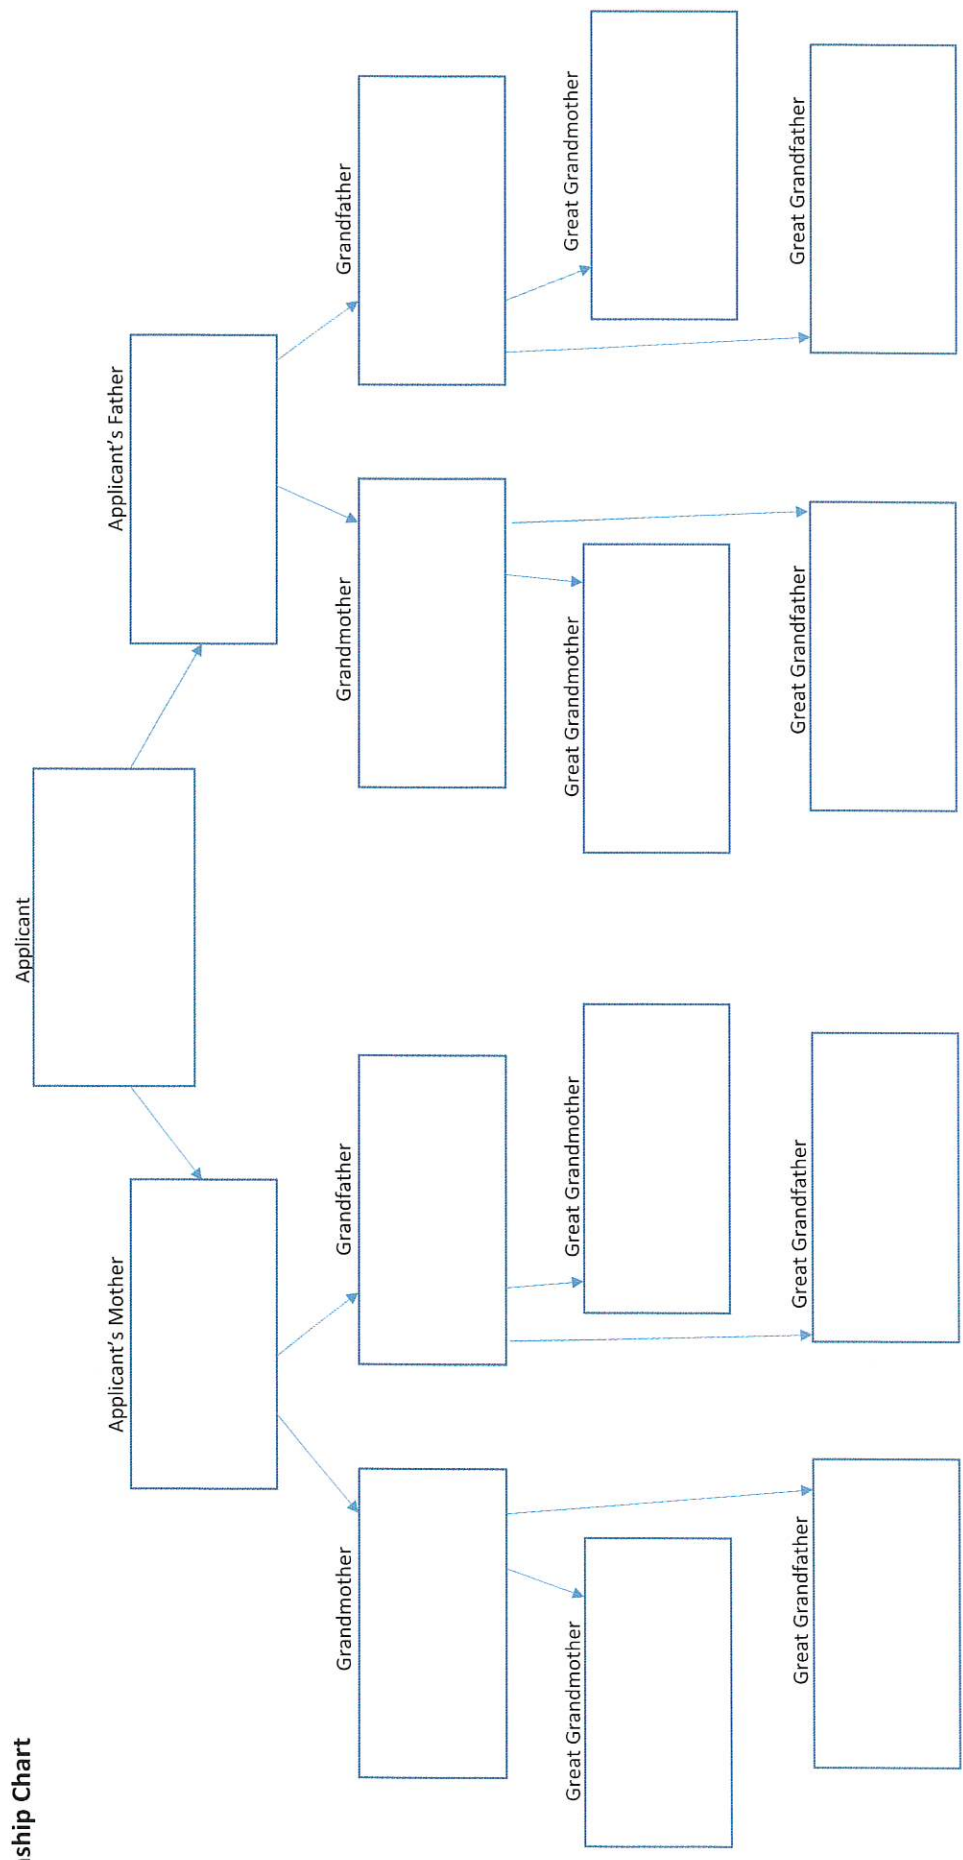 ship Chart
Applicant
Applicant's Mother
Applicant's Father
Grandmother
Grandfather
Grandmother
Grandfather
Great Grandmother
Great Grandmother
Great Grandmother
Great Grandmother
Great Grandfather
Great Grandfather
Great Grandfather
Great Grandfather